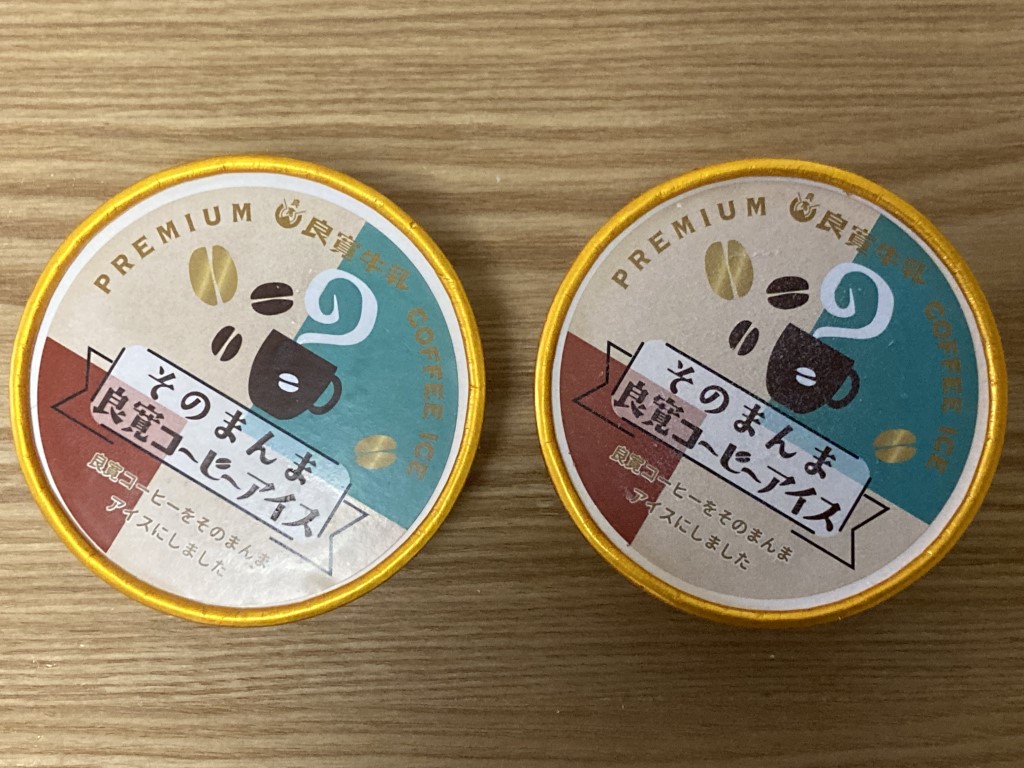 PREMIUM 良寛牛乳 COFFEE ICE
そのまんま
良寛コーヒーアイス
良寛コーヒーをそのまんま
アイスにしました
PREMIUM 良寛牛乳 COFFEE ICE
そのまんま
良寛コーヒーアイス
良寛コーヒーをそのまんま
アイスにしました